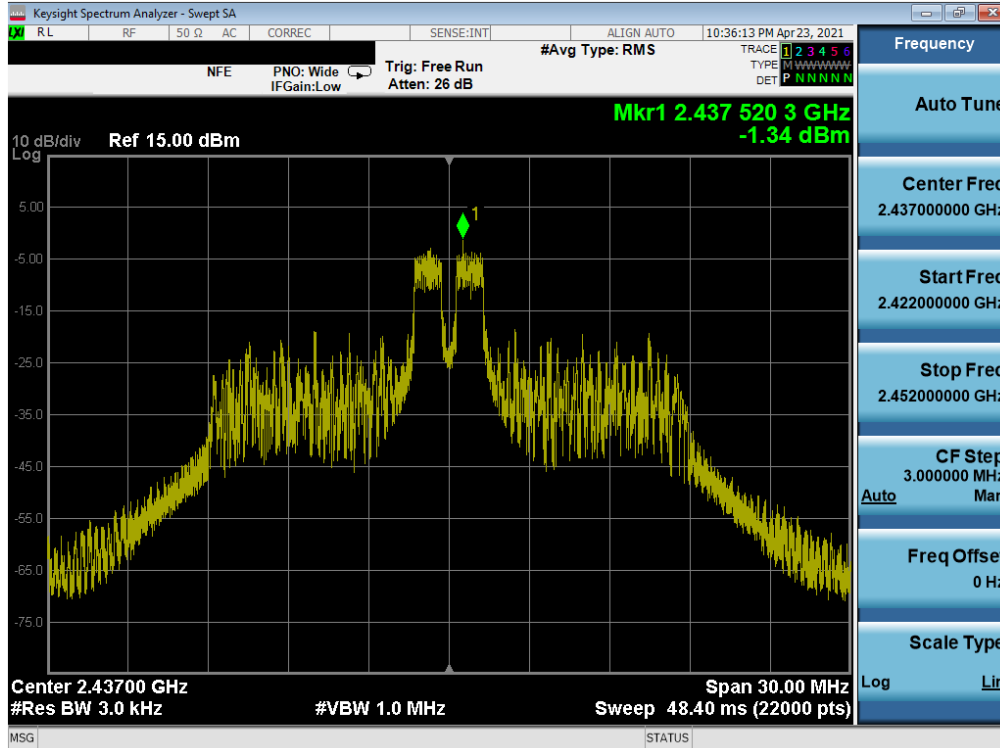 Keysight Spectrum Analyzer - Swept SA
LXI RL RF 50 Ω AC CORREC SENSE:INT ALIGN AUTO 10:36:13 PM Apr 23, 2021
#Avg Type: RMS TRACE 1 2 3 4 5 6
NFE PNO: Wide Trig: Free Run TYPE M W W W W W
IFGain:Low Atten: 26 dB DET P N N N N N
Mkr1 2.437 520 3 GHz
-1.34 dBm
10 dB/div Ref 15.00 dBm
Log
1
5.00
-5.00
-15.0
-25.0
-35.0
-45.0
-55.0
-65.0
-75.0
Center 2.43700 GHz Span 30.00 MHz
#Res BW 3.0 kHz #VBW 1.0 MHz Sweep 48.40 ms (22000 pts)
MSG STATUS
Frequency
Auto Tune
Center Freq
2.437000000 GHz
Start Freq
2.422000000 GHz
Stop Freq
2.452000000 GHz
CF Step
3.000000 MHz
Auto Man
Freq Offset
0 Hz
Scale Type
Log Lin